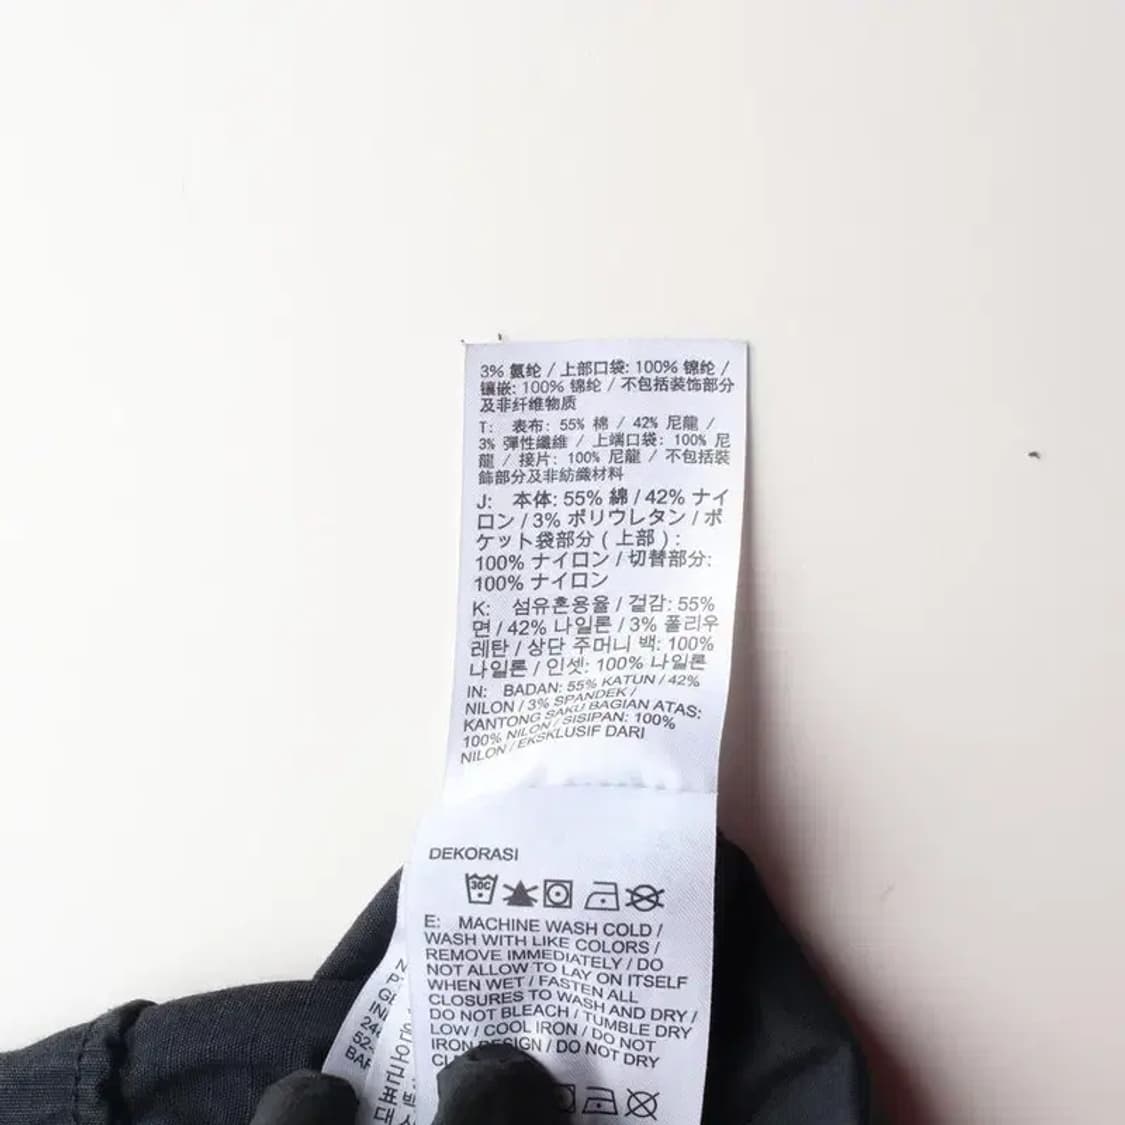 3% 氨纶 / 上部口袋: 100% 锦纶 /
镶嵌: 100% 锦纶 / 不包括装饰部分
及非纤维物质
T: 表布: 55% 棉 / 42% 尼龍 /
3% 彈性纖維 / 上端口袋: 100% 尼
龍 / 接片: 100% 尼龍 / 不包括裝
飾部分及非紡織材料
J: 本体: 55% 綿 / 42% ナイ
ロン / 3% ポリウレタン / ポ
ケット袋部分 ( 上部 ) :
100% ナイロン / 切替部分:
100% ナイロン
K: 섬유혼용율 / 겉감: 55%
면 / 42% 나일론 / 3% 폴리우
레탄 / 상단 주머니 백: 100%
나일론 / 인셋: 100% 나일론
IN: BADAN: 55% KATUN / 42%
NILON / 3% SPANDEK /
KANTONG SAKU BAGIAN ATAS:
100% NILON / SISIPAN: 100%
NILON / EKSKLUSIF DARI
DEKORASI
30C
E: MACHINE WASH COLD /
WASH WITH LIKE COLORS /
REMOVE IMMEDIATELY / DO
NOT ALLOW TO LAY ON ITSELF
WHEN WET / FASTEN ALL
CLOSURES TO WASH AND DRY /
DO NOT BLEACH / TUMBLE DRY
LOW / COOL IRON / DO NOT
IRON DESIGN / DO NOT DRY